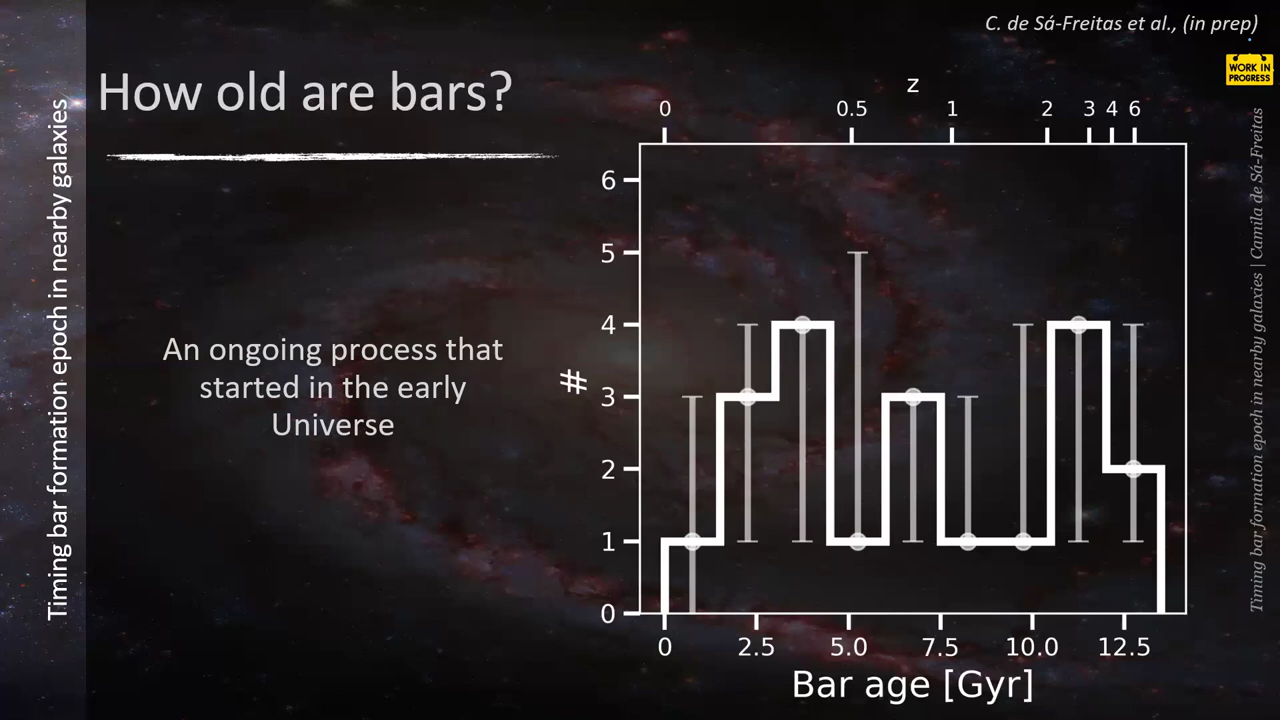 C. de Sá-Freitas et al., (in prep)
WORK IN
PROGRESS
How old are bars?
Timing bar formation epoch in nearby galaxies
An ongoing process that
started in the early
Universe
z
0 0.5 1 2 3 4 6
#
6
5
4
3
2
1
0
0 2.5 5.0 7.5 10.0 12.5
Bar age [Gyr]
Timing bar formation epoch in nearby galaxies | Camila de Sá-Freitas